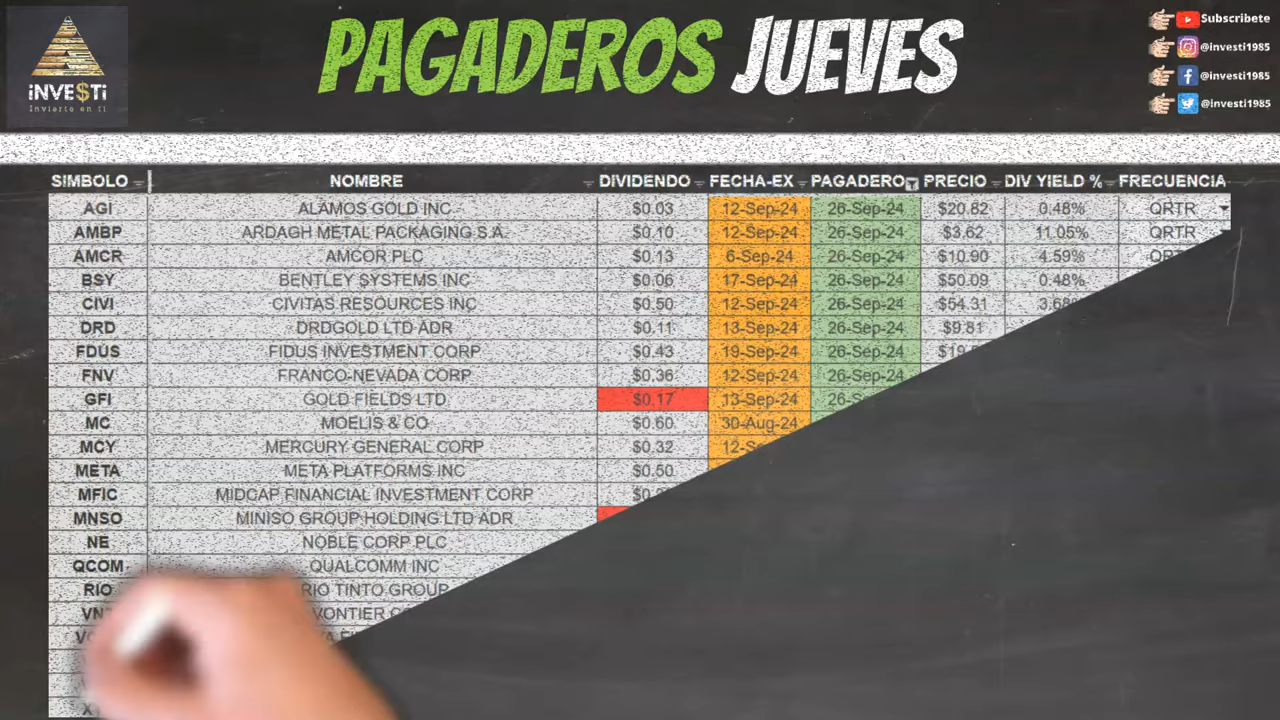 iNVE$Ti
Invierte en ti
PAGADEROS JUEVES
Subscribete
@investi1985
@investi1985
@investi1985
SIMBOLO NOMBRE DIVIDENDO FECHA-EX PAGADERO PRECIO DIV YIELD % FRECUENCIA
AGI ALAMOS GOLD INC $0.03 12-Sep-24 26-Sep-24 $20.82 0.48% QRTR
AMBP ARDAGH METAL PACKAGING S.A. $0.10 12-Sep-24 26-Sep-24 $3.62 11.05% QRTR
AMCR AMCOR PLC $0.13 6-Sep-24 26-Sep-24 $10.90 4.59%
BSY BENTLEY SYSTEMS INC $0.06 17-Sep-24 26-Sep-24 $50.09 0.48%
CIVI CIVITAS RESOURCES INC $0.50 12-Sep-24 26-Sep-24 $54.31
DRD DRDGOLD LTD ADR $0.11 13-Sep-24 26-Sep-24 $9.81
FDUS FIDUS INVESTMENT CORP $0.43 19-Sep-24 26-Sep-24
FNV FRANCO-NEVADA CORP $0.36 12-Sep-24 26-Sep-24
GFI GOLD FIELDS LTD $0.17 13-Sep-24
MC MOELIS & CO $0.60 30-Aug-24
MCY MERCURY GENERAL CORP $0.32
META META PLATFORMS INC $0.50
MFIC MIDCAP FINANCIAL INVESTMENT CORP
MNSO MINISO GROUP HOLDING LTD ADR
NE NOBLE CORP PLC
QCOM QUALCOMM INC
RIO RIO TINTO GROUP